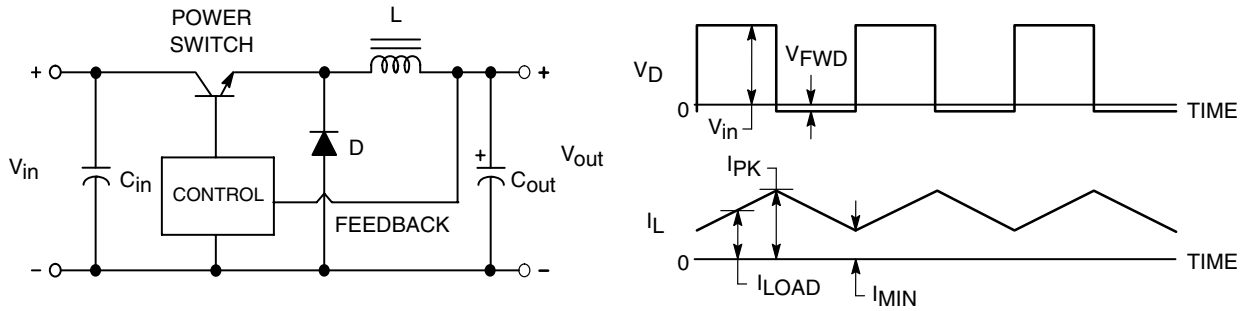 POWER
SWITCH
L
+
+
V_in
C_in
CONTROL
D
+
C_out
V_out
FEEDBACK
−
−
V_D
V_FWD
0
TIME
V_in
I_PK
I_L
0
TIME
I_LOAD
I_MIN